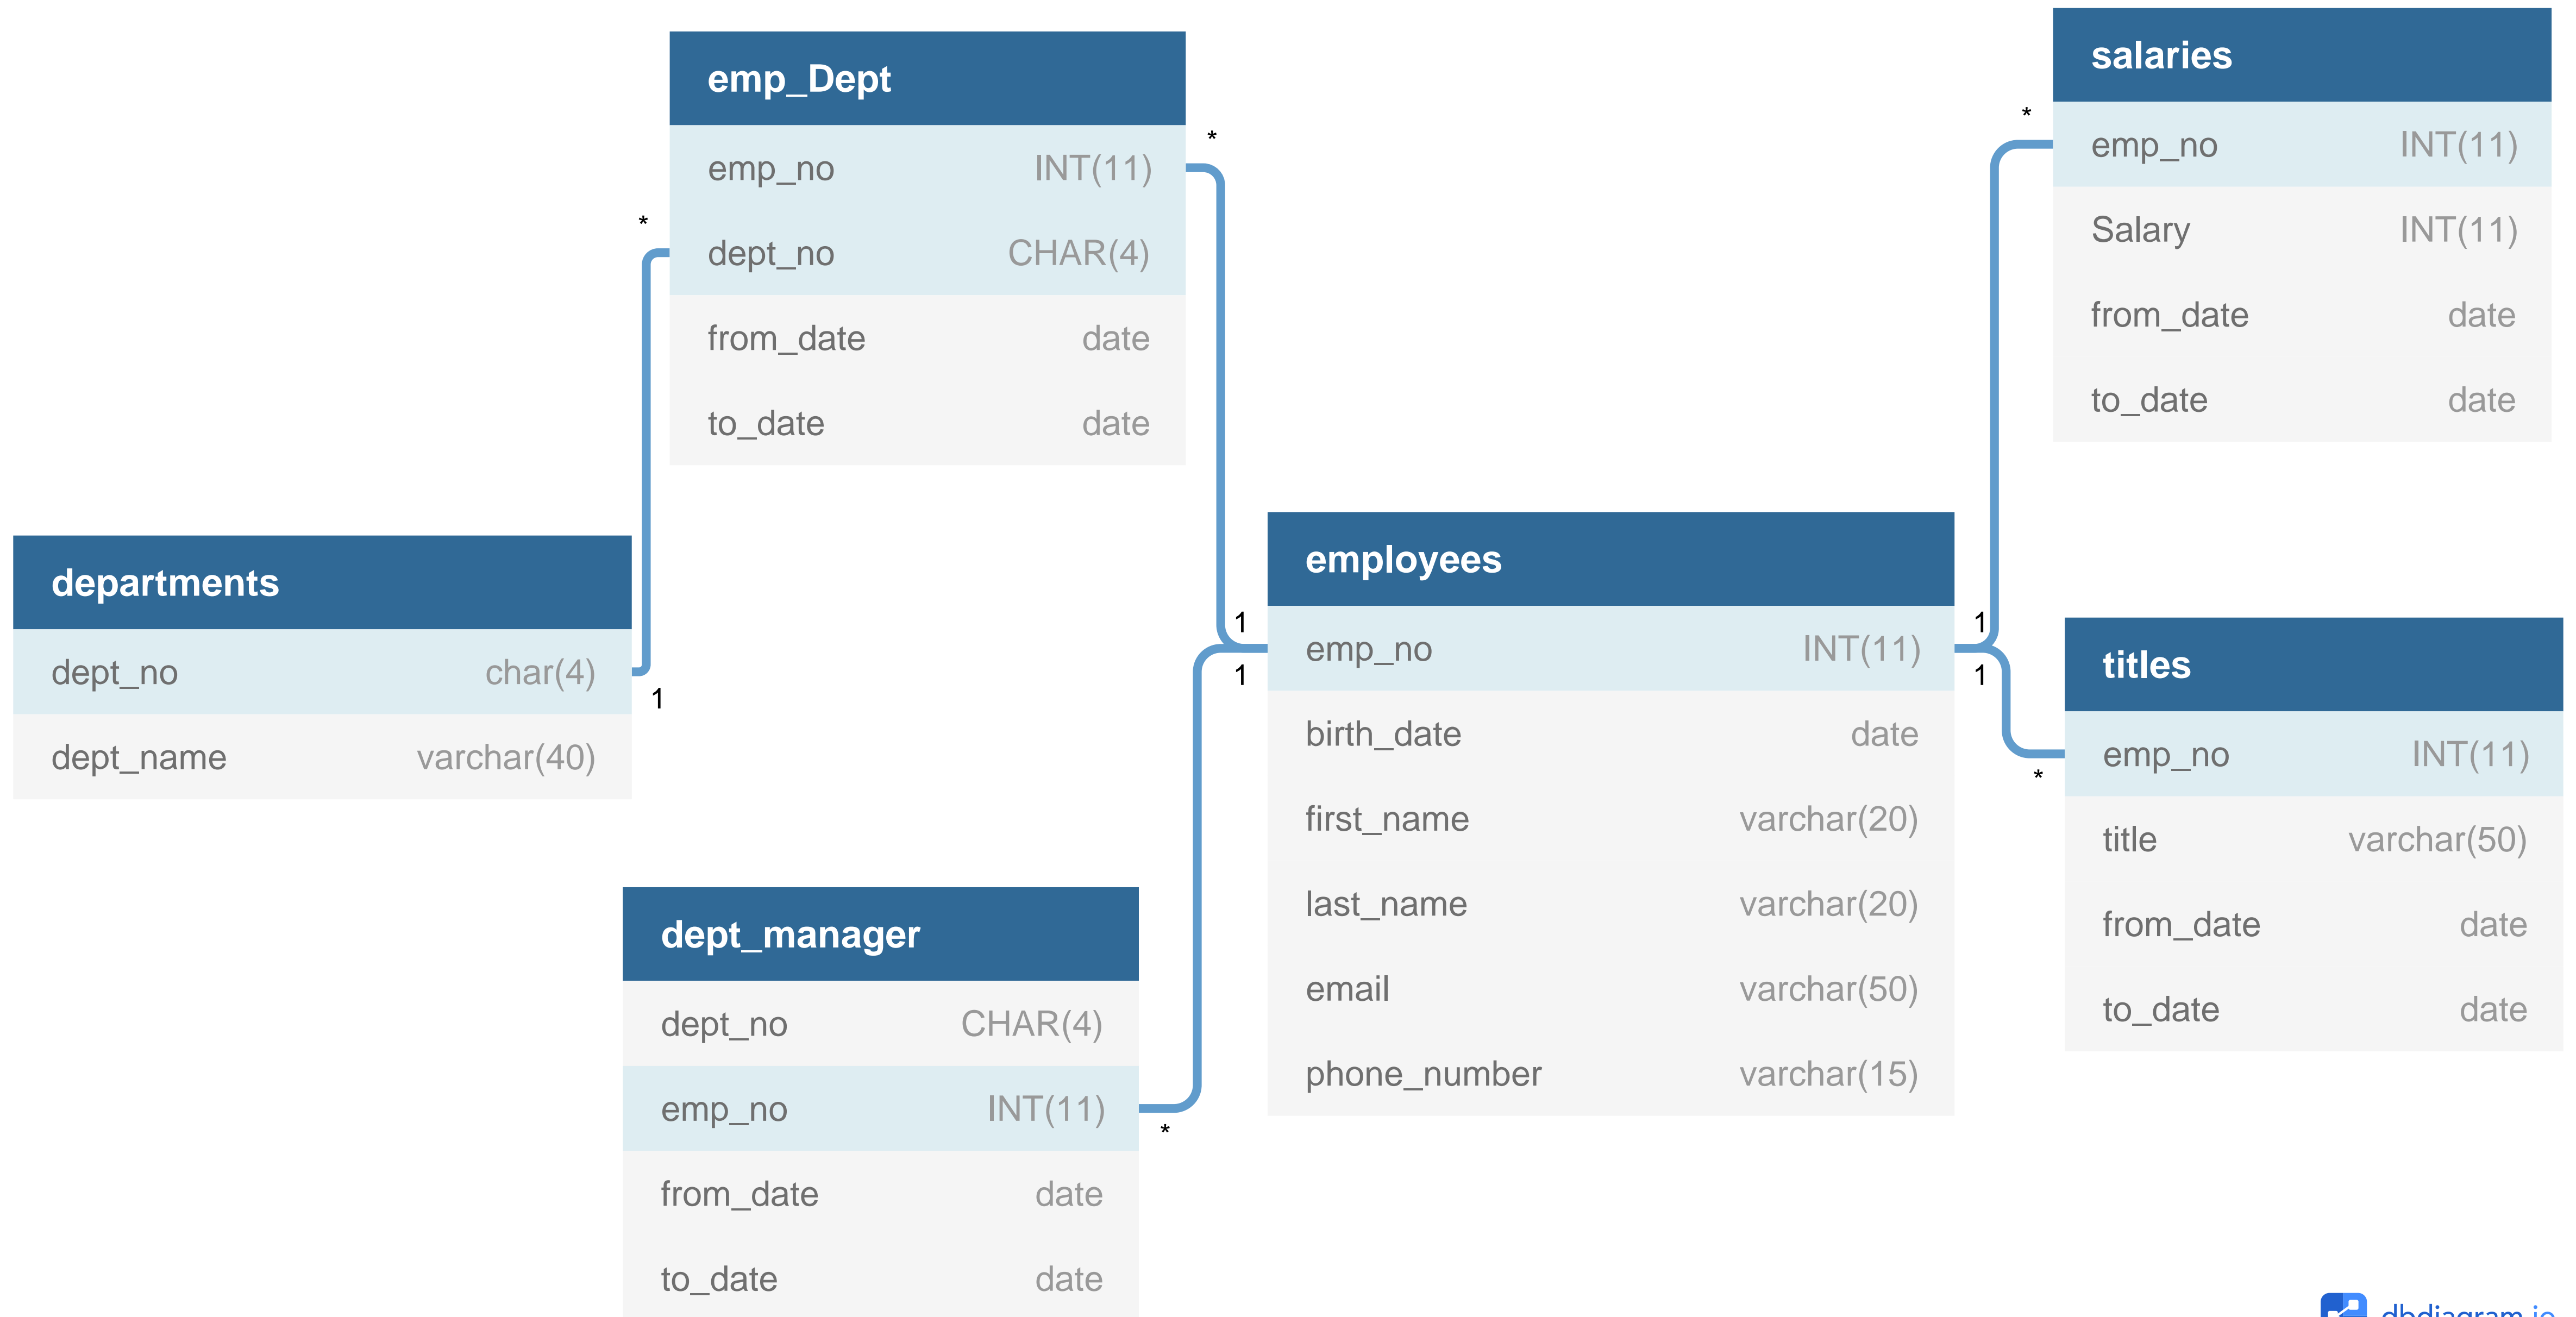 emp_Dept
emp_no INT(11)
dept_no CHAR(4)
from_date date
to_date date
*
*
salaries
emp_no INT(11)
Salary INT(11)
from_date date
to_date date
*
departments
dept_no char(4)
dept_name varchar(40)
1
employees
emp_no INT(11)
birth_date date
first_name varchar(20)
last_name varchar(20)
email varchar(50)
phone_number varchar(15)
1
1
1
1
titles
emp_no INT(11)
title varchar(50)
from_date date
to_date date
*
dept_manager
dept_no CHAR(4)
emp_no INT(11)
from_date date
to_date date
*
dbdiagram.io